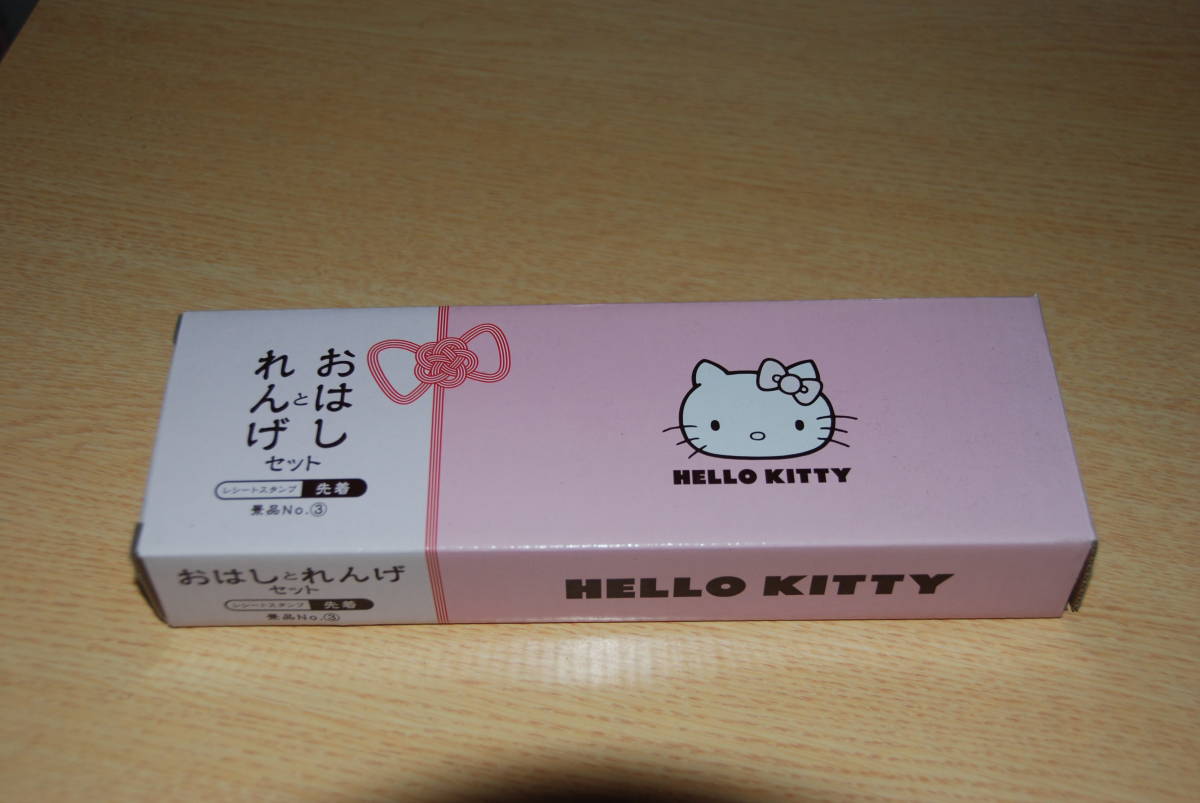 おはし
と
れんげ
セット
レシートスタンプ 先着
景品No.③
HELLO KITTY
おはしとれんげ
セット
レシートスタンプ 先着
景品No.③
HELLO KITTY